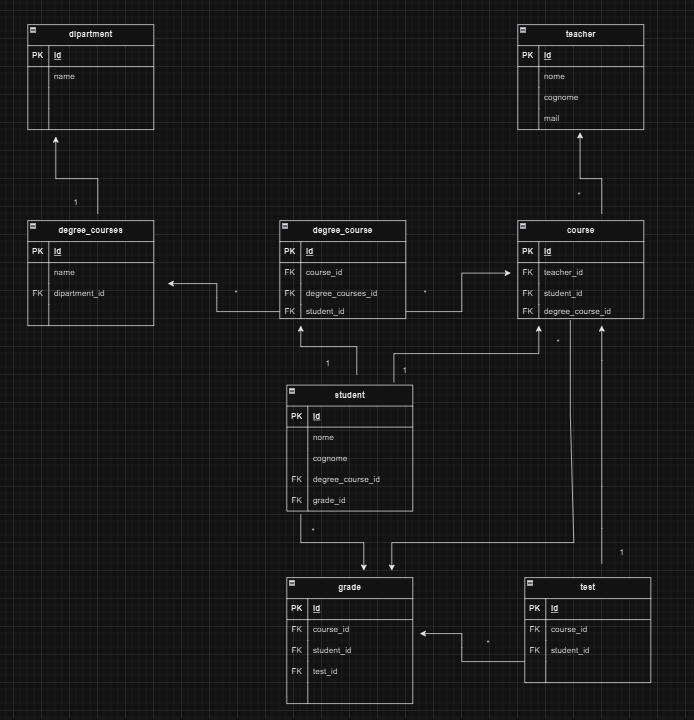 dipartment
PK id
name
teacher
PK id
nome
cognome
mail
1
*
degree_courses
PK id
name
FK dipartment_id
degree_course
PK id
FK course_id
FK degree_courses_id
FK student_id
course
PK id
FK teacher_id
FK student_id
FK degree_course_id
*
*
1
1
*
student
PK id
nome
cognome
FK degree_course_id
FK grade_id
*
1
grade
PK id
FK course_id
FK student_id
FK test_id
test
PK id
FK course_id
FK student_id
*